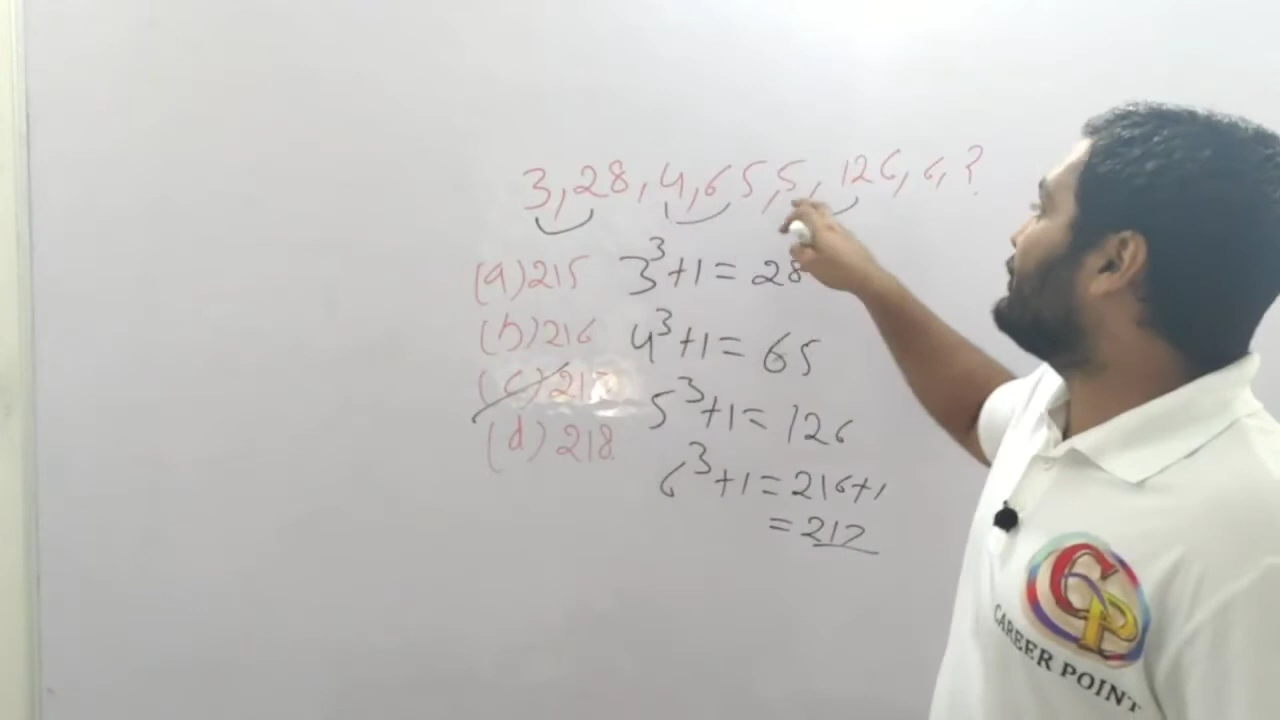 3, 28, 4, 65, 5, 126, 6, ?
(a) 215
3³+1 = 28
(b) 216
4³+1 = 65
(c) 217
5³+1 = 126
(d) 218
6³+1 = 216+1
= 217
CP
CAREER POINT